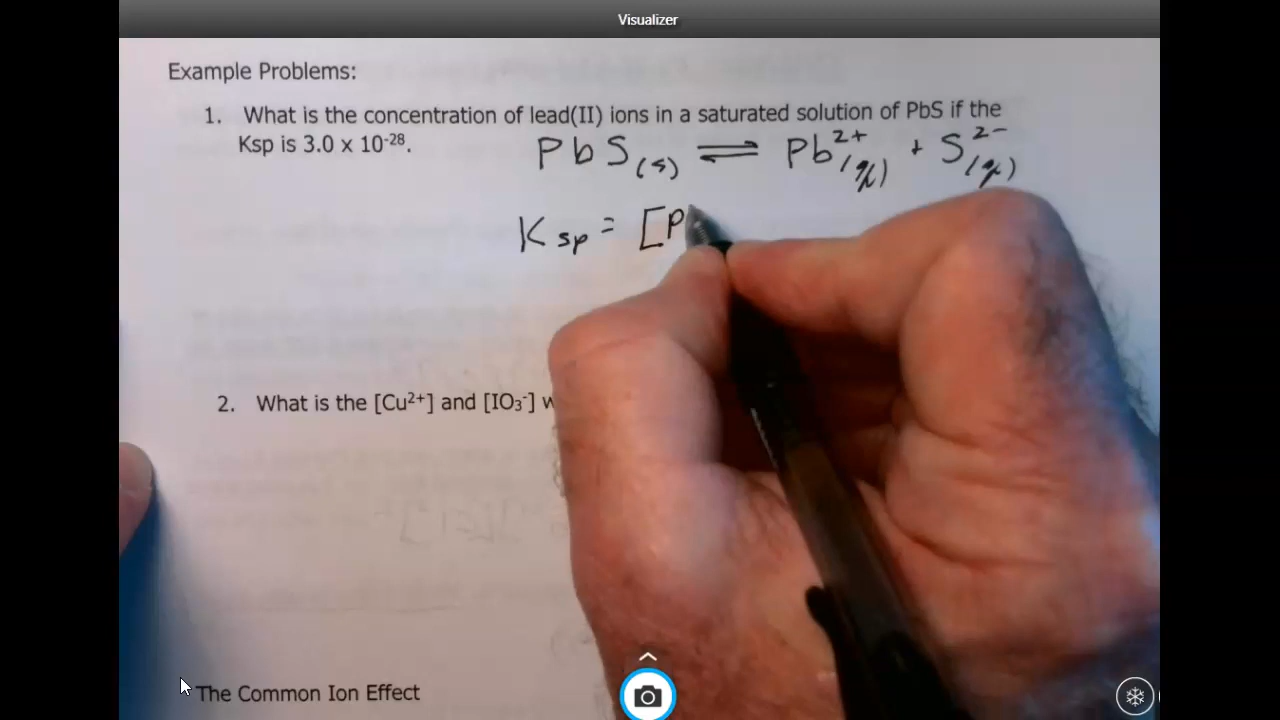 Visualizer
Example Problems:
1. What is the concentration of lead(II) ions in a saturated solution of PbS if the
Ksp is 3.0 x 10⁻²⁸.
PbS(s) ⇌ Pb²⁺(aq) + S²⁻(aq)
Ksp = [P
2. What is the [Cu²⁺] and [IO₃⁻] w
The Common Ion Effect